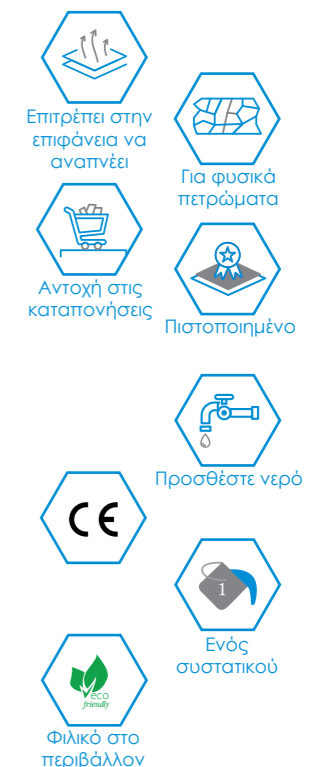 Επιτρέπει στην
επιφάνεια να
αναπνέει
Για φυσικά
πετρώματα
Αντοχή στις
καταπονήσεις
Πιστοποιημένο
Προσθέστε νερό
CE
1
Ενός
συστατικού
eco
friendly
Φιλικό στο
περιβάλλον